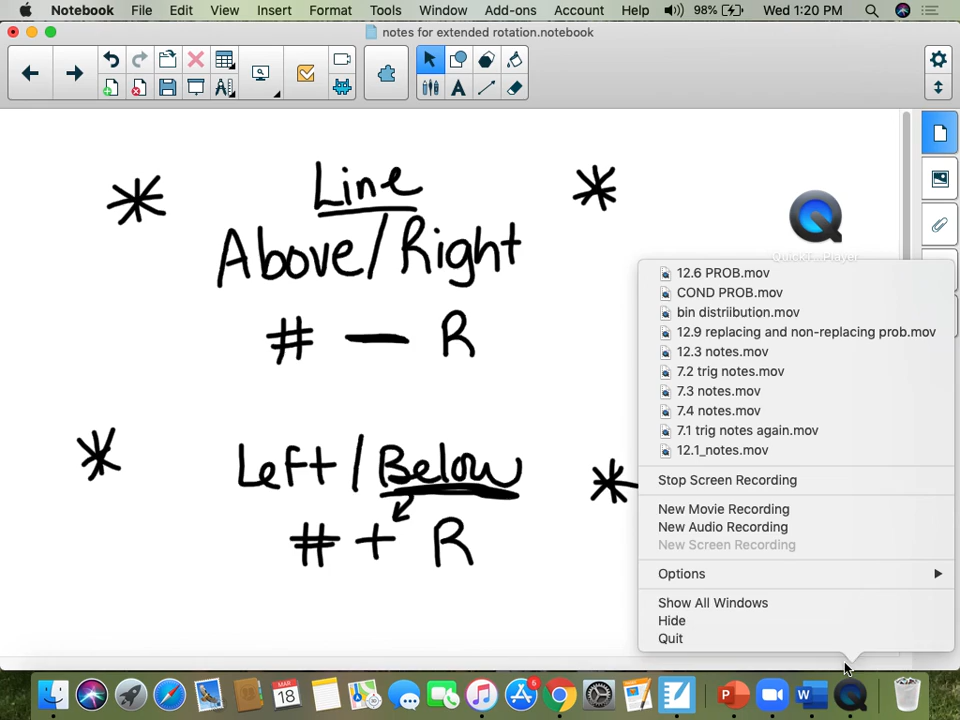 Notebook File Edit View Insert Format Tools Window Add-ons Account Help 98% Wed 1:20 PM
notes for extended rotation.notebook
* Line *
Above/Right
# — R
* Left/Below *
# + R
12.6 PROB.mov
COND PROB.mov
bin distriibution.mov
12.9 replacing and non-replacing prob.mov
12.3 notes.mov
7.2 trig notes.mov
7.3 notes.mov
7.4 notes.mov
7.1 trig notes again.mov
12.1_notes.mov
Stop Screen Recording
New Movie Recording
New Audio Recording
New Screen Recording
Options
Show All Windows
Hide
Quit
MAR
18
6